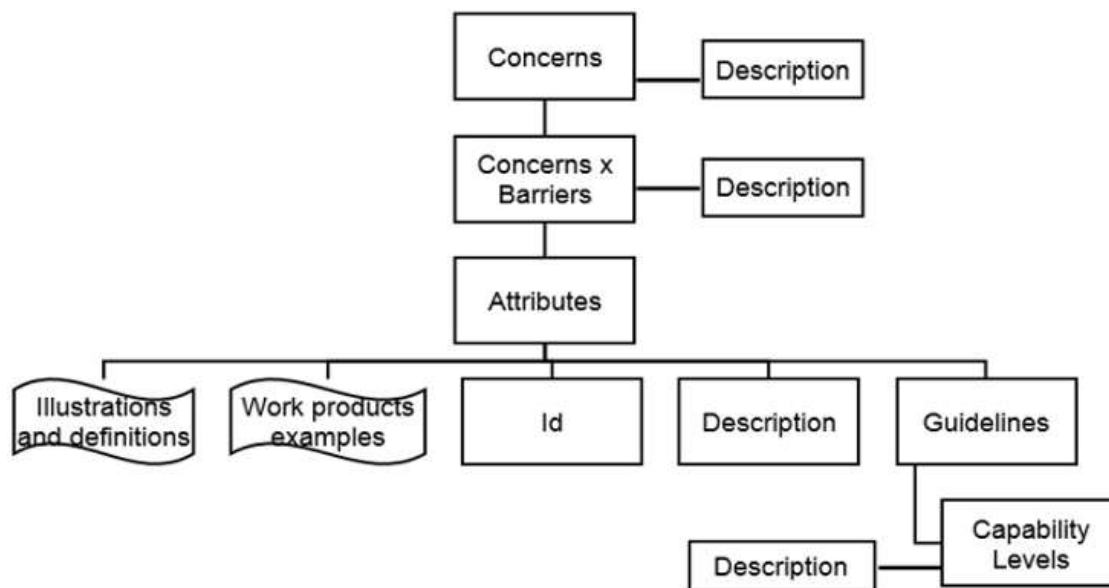 Concerns
Description
Concerns x
Barriers
Description
Attributes
Illustrations
and definitions
Work products
examples
Id
Description
Guidelines
Capability
Levels
Description